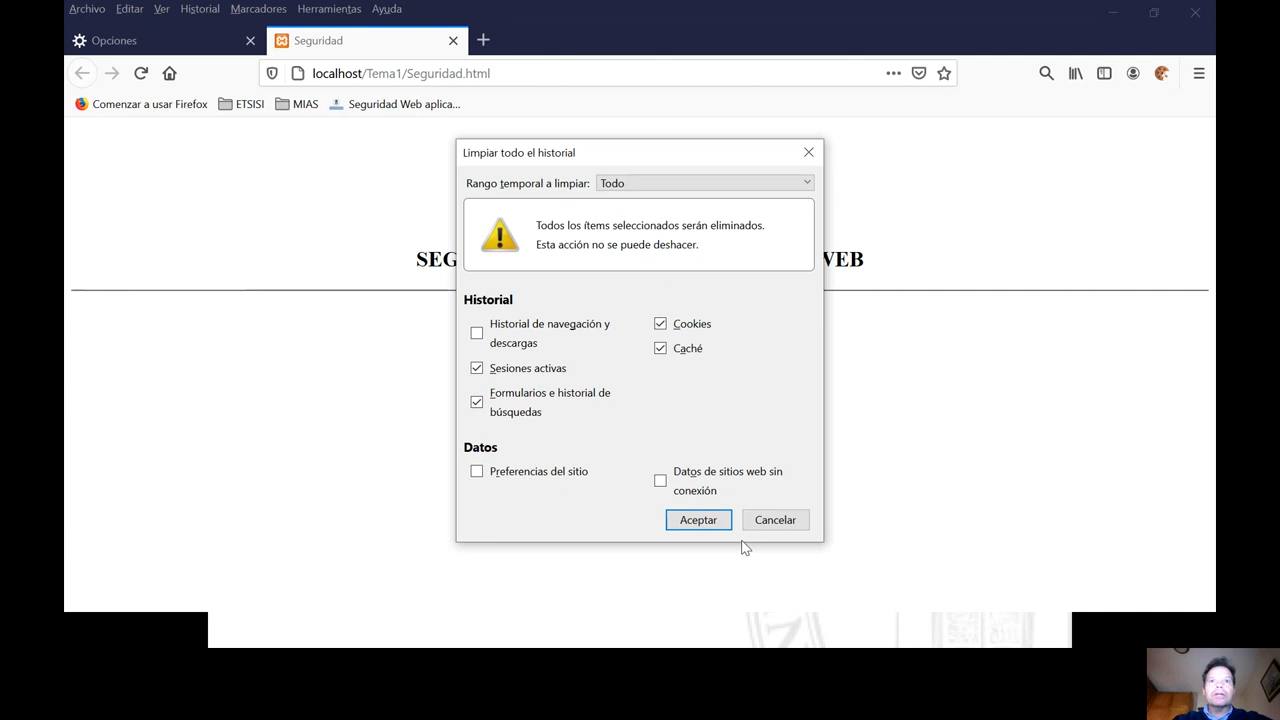 Archivo Editar Ver Historial Marcadores Herramientas Ayuda
Opciones
Seguridad
localhost/Tema1/Seguridad.html
Comenzar a usar Firefox
ETSISI
MIAS
Seguridad Web aplica...
Limpiar todo el historial
Rango temporal a limpiar: Todo
Todos los ítems seleccionados serán eliminados.
Esta acción no se puede deshacer.
SEG
Historial
Historial de navegación y
descargas
Cookies
Caché
Sesiones activas
Formularios e historial de
búsquedas
Datos
Preferencias del sitio
Datos de sitios web sin
conexión
Aceptar
Cancelar